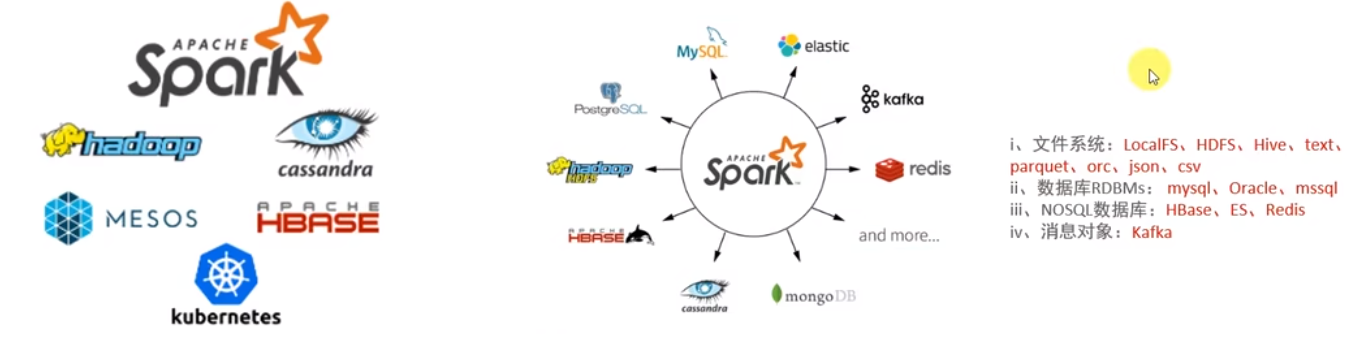 APACHE
Spark
hadoop
cassandra
MESOS
APACHE
HBASE
kubernetes
MySQL
elastic
PostgreSQL
kafka
hadoop
HDFS
APACHE
Spark
redis
APACHE
HBASE
and more...
cassandra
mongoDB
i、文件系统：LocalFS、HDFS、Hive、text、
parquet、orc、json、csv
ii、数据库RDBMs： mysql、Oracle、mssql
iii、NOSQL数据库：HBase、ES、Redis
iv、消息对象：Kafka